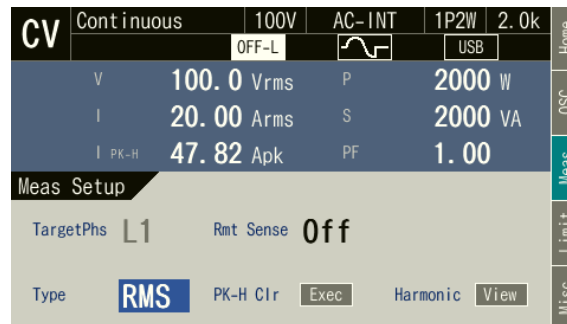 CV Continuous 100V AC-INT 1P2W 2.0k
OFF-L USB
V 100.0 Vrms P 2000 W
I 20.00 Arms S 2000 VA
I PK-H 47.82 Apk PF 1.00
Meas Setup
TargetPhs L1 Rmt Sense Off
Type RMS PK-H Clr Exec Harmonic View
Home
OSC
Meas
Limit
Misc